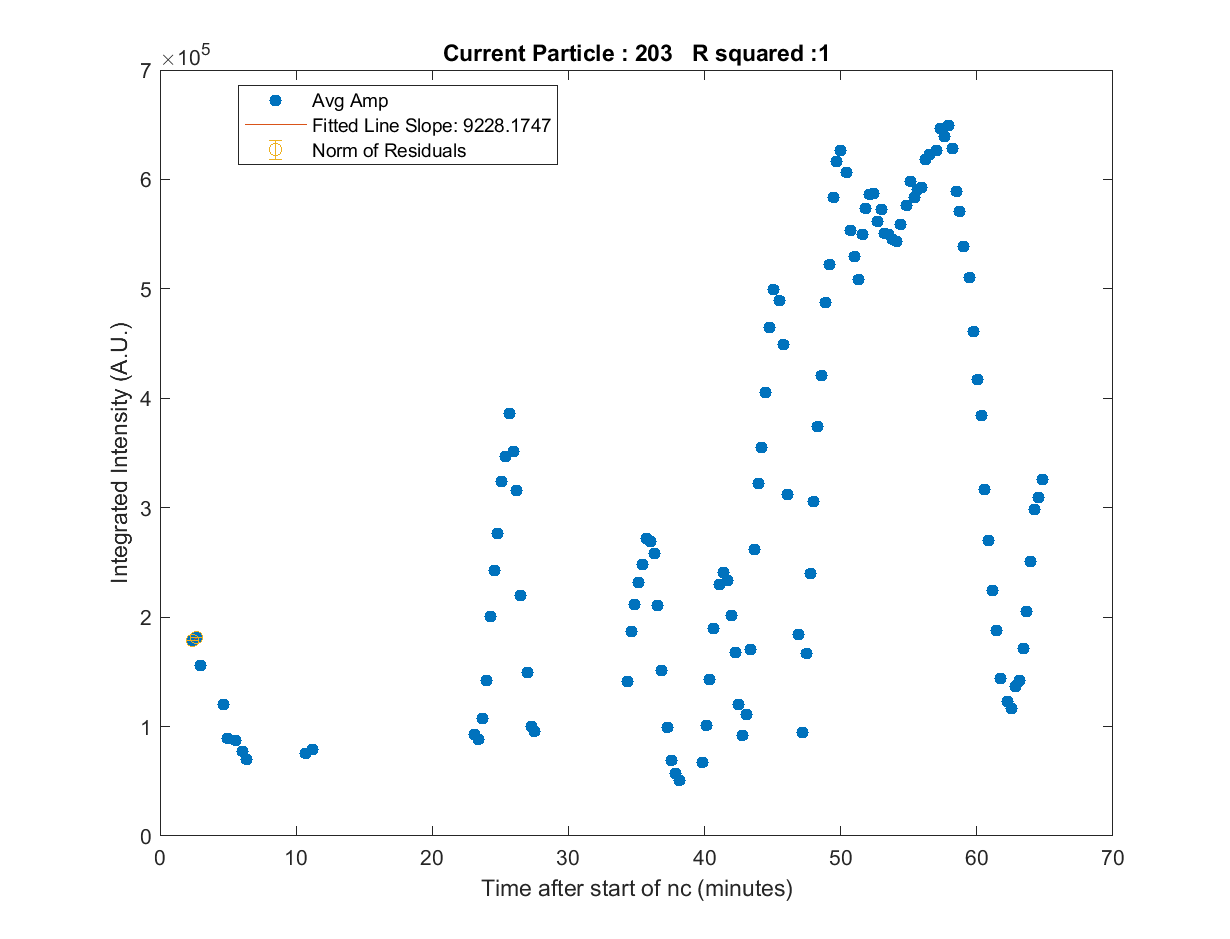 Current Particle : 203 R squared :1
×10^5
Avg Amp
Fitted Line Slope: 9228.1747
Norm of Residuals
7
6
5
4
3
2
1
0
Integrated Intensity (A.U.)
0 10 20 30 40 50 60 70
Time after start of nc (minutes)